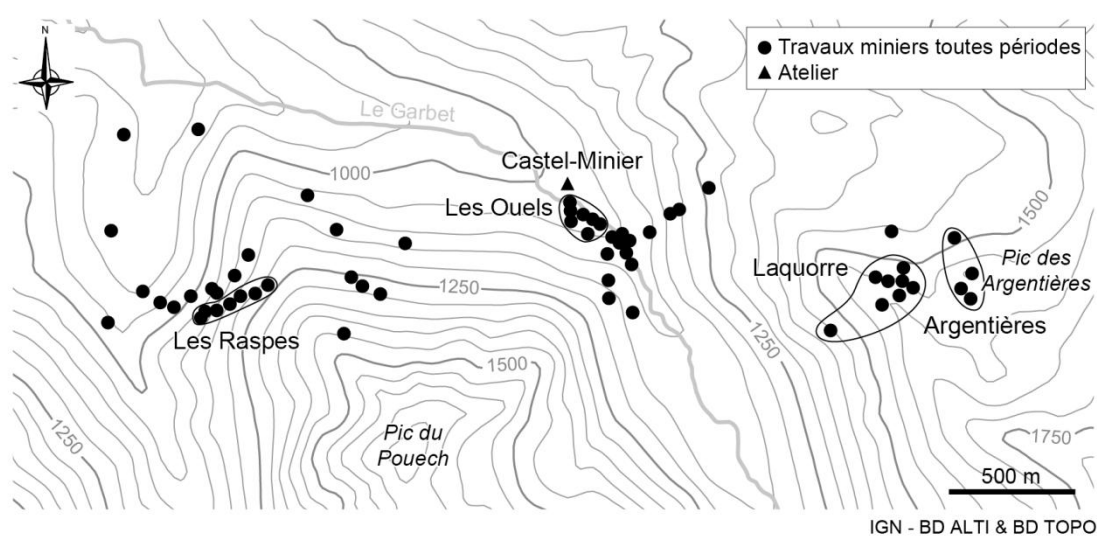 N
Travaux miniers toutes périodes
Atelier
Le Garbet
Castel-Minier
1000
Les Ouels
1500
Laquorre
Pic des
Argentières
1250
Argentières
Les Raspes
1250
1500
Pic du
Pouech
1250
1750
500 m
IGN - BD ALTI & BD TOPO